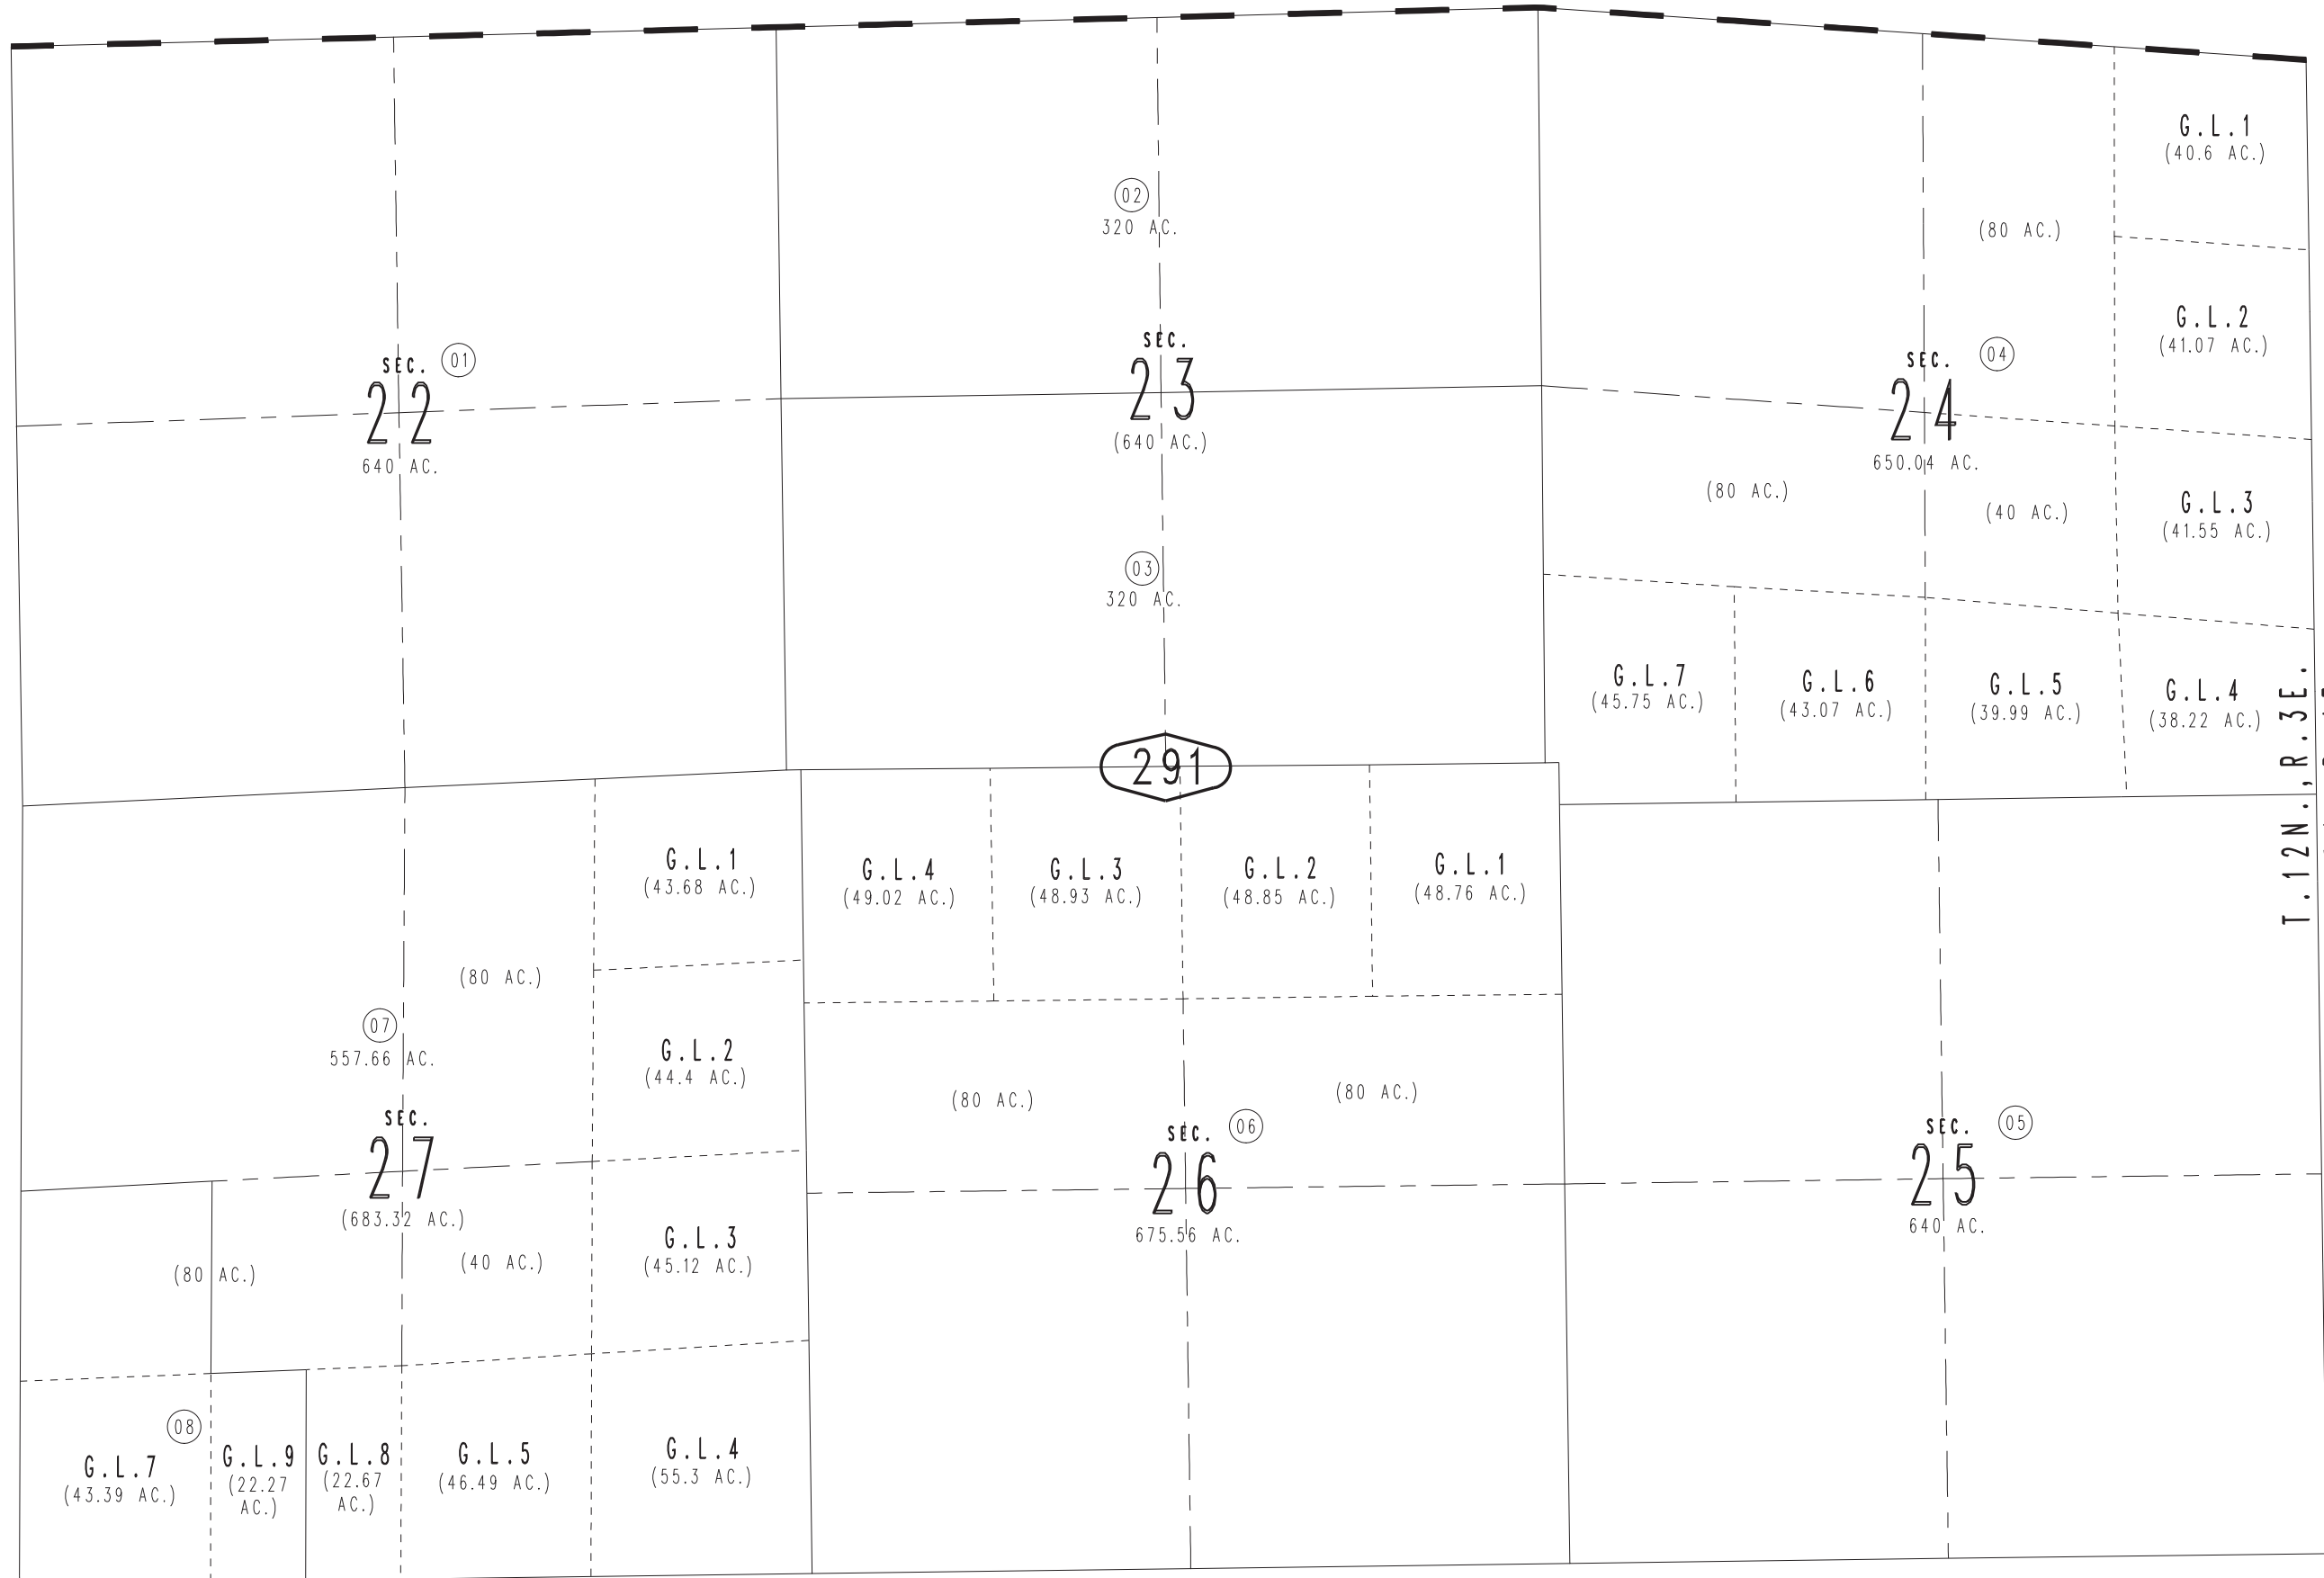 G.L.1
(40.6 AC.)
02
320 AC.
(80 AC.)
G.L.2
(41.07 AC.)
SEC. 01
22
640 AC.
SEC.
23
(640 AC.)
SEC. 04
24
650.04 AC.
(80 AC.)
(40 AC.)
G.L.3
(41.55 AC.)
03
320 AC.
G.L.7
(45.75 AC.)
G.L.6
(43.07 AC.)
G.L.5
(39.99 AC.)
G.L.4
(38.22 AC.)
T.12N.,R.3E.
291
G.L.1
(43.68 AC.)
G.L.4
(49.02 AC.)
G.L.3
(48.93 AC.)
G.L.2
(48.85 AC.)
G.L.1
(48.76 AC.)
(80 AC.)
07
557.66 AC.
G.L.2
(44.4 AC.)
(80 AC.)
(80 AC.)
SEC.
27
(683.32 AC.)
SEC. 06
26
675.56 AC.
SEC. 05
25
640 AC.
(80 AC.)
(40 AC.)
G.L.3
(45.12 AC.)
08
G.L.7
(43.39 AC.)
G.L.9
(22.27
AC.)
G.L.8
(22.67
AC.)
G.L.5
(46.49 AC.)
G.L.4
(55.3 AC.)